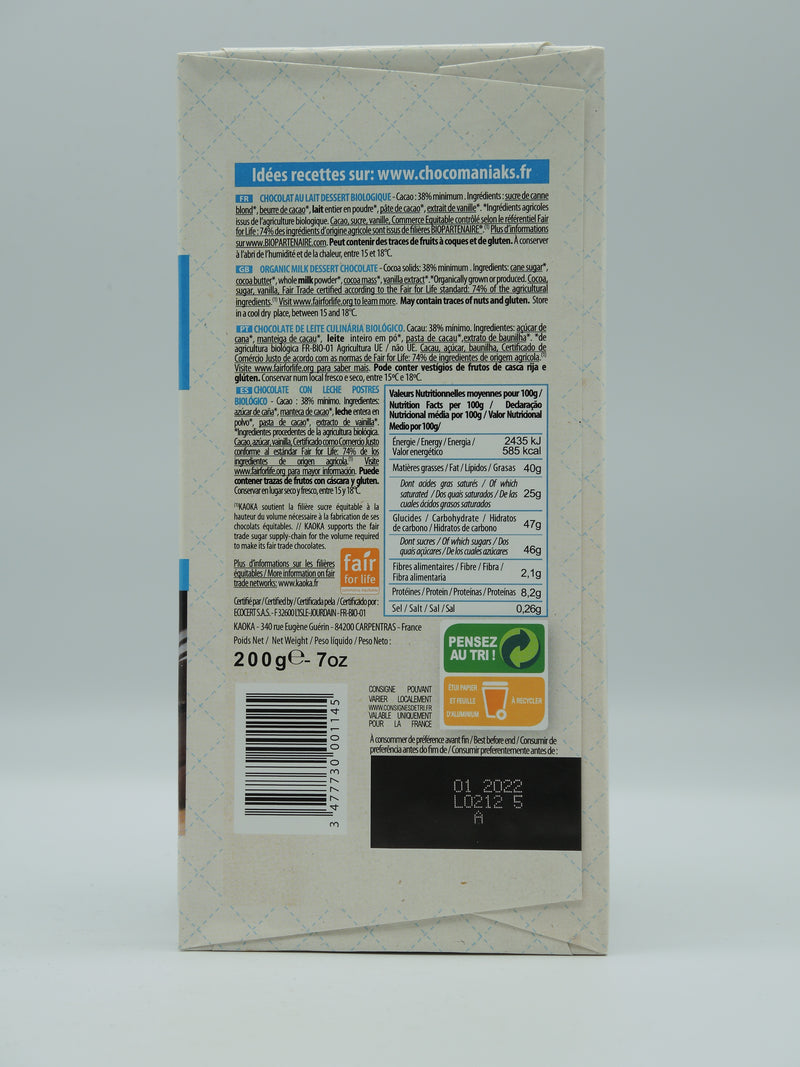 Idées recettes sur: www.chocomaniaks.fr
FR CHOCOLAT AU LAIT DESSERT BIOLOGIQUE - Cacao : 38% minimum . Ingrédients : sucre de canne
blond*, beurre de cacao*, lait entier en poudre*, pâte de cacao*, extrait de vanille*. *Ingrédients agricoles
issus de l'agriculture biologique. Cacao, sucre, vanille, Commerce Equitable contrôlé selon le référentiel Fair
for Life : 74% des ingrédients d'origine agricole sont issus de filières BIOPARTENAIRE®.(1) Plus d'informations
sur www.BIOPARTENAIRE.com. Peut contenir des traces de fruits à coques et de gluten. À conserver
à l'abri de l'humidité et de la chaleur, entre 15 et 18°C.
GB ORGANIC MILK DESSERT CHOCOLATE - Cocoa solids: 38% minimum . Ingredients: cane sugar*,
cocoa butter*, whole milk powder*, cocoa mass*, vanilla extract*. *Organically grown or produced. Cocoa,
sugar, vanilla, Fair Trade certified according to the Fair for Life standard: 74% of the agricultural
ingredients.(1) Visit www.fairforlife.org to learn more. May contain traces of nuts and gluten. Store
in a cool dry place, between 15 and 18°C.
PT CHOCOLATE DE LEITE CULINÁRIA BIOLÓGICO. Cacau: 38% mínimo. Ingredientes: açúcar de
cana*, manteiga de cacau*, leite inteiro em pó*, pasta de cacau*,extrato de baunilha*. *de
agricultura biológica FR-BIO-01 Agricultura UE / não UE. Cacau, açúcar, baunilha, Certificado de
Comércio Justo de acordo com as normas de Fair for Life: 74% de ingredientes de origem agrícola.(1)
Visite www.fairforlife.org para saber mais. Pode conter vestígios de frutos de casca rija e
glúten. Conservar num local fresco e seco, entre 15°C e 18°C.
ES CHOCOLATE CON LECHE POSTRES
BIOLÓGICO - Cacao : 38% minimo. Ingredientes:
azúcar de caña*, manteca de cacao*, leche entera en
polvo*, pasta de cacao*, extracto de vainilla*.
*Ingredientes procedentes de la agricultura biológica.
Cacao, azúcar, vainilla, Certificado como Comercio Justo
conforme al estándar Fair for Life: 74% de los
ingredientes de origen agrícola.(1) Visite
www.fairforlife.org para mayor información. Puede
contener trazas de frutos con cáscara y gluten.
Conservar en lugar seco y fresco, entre 15 y 18°C.
(1)KAOKA soutient la filière sucre équitable à la
hauteur du volume nécessaire à la fabrication de ses
chocolats équitables. // KAOKA supports the fair
trade sugar supply-chain for the volume required
to make its fair trade chocolates.
Plus d'informations sur les filières
équitables / More information on fair
trade networks: www.kaoka.fr
fair
for life
Certifié par / Certified by / Certificada pela / Certificado por :
ECOCERT S.A.S. - F 32600 L'ISLE-JOURDAIN - FR-BIO-01
KAOKA - 340 rue Eugène Guérin - 84200 CARPENTRAS - France
Poids Net / Net Weight / Peso líquido / Peso Neto :
200g℮- 7oz
Valeurs Nutritionnelles moyennes pour 100g /
Nutrition Facts per 100g / Declaração
Nutricional média por 100g / Valor Nutricional
Medio por 100g/
Énergie / Energy / Energia / 2435 kJ
Valor energético 585 kcal
Matières grasses / Fat / Lípidos / Grasas 40g
Dont acides gras saturés / Of which
saturated / Dos quais saturados / De las 25g
cuales ácidos grasos saturados
Glucides / Carbohydrate / Hidratos 47g
de carbono / Hidratos de carbono
Dont sucres / Of which sugars / Dos
quais açúcares / De los cuales azúcares 46g
Fibres alimentaires / Fibre / Fibra /
Fibra alimentaria 2,1g
Protéines / Protein / Proteínas / Proteinas 8,2g
Sel / Salt / Sal / Sal 0,26g
PENSEZ
AU TRI !
ÉTUI PAPIER
ET FEUILLE
D'ALUMINIUM
À RECYCLER
CONSIGNE POUVANT
VARIER LOCALEMENT
WWW.CONSIGNESDETRI.FR
VALABLE UNIQUEMENT
POUR LA FRANCE
À consommer de préférence avant fin / Best before end / Consumir de
preferência antes do fim de / Consumir preferentemente antes de :
01 2022
L0212 5
A
3 477730 001145